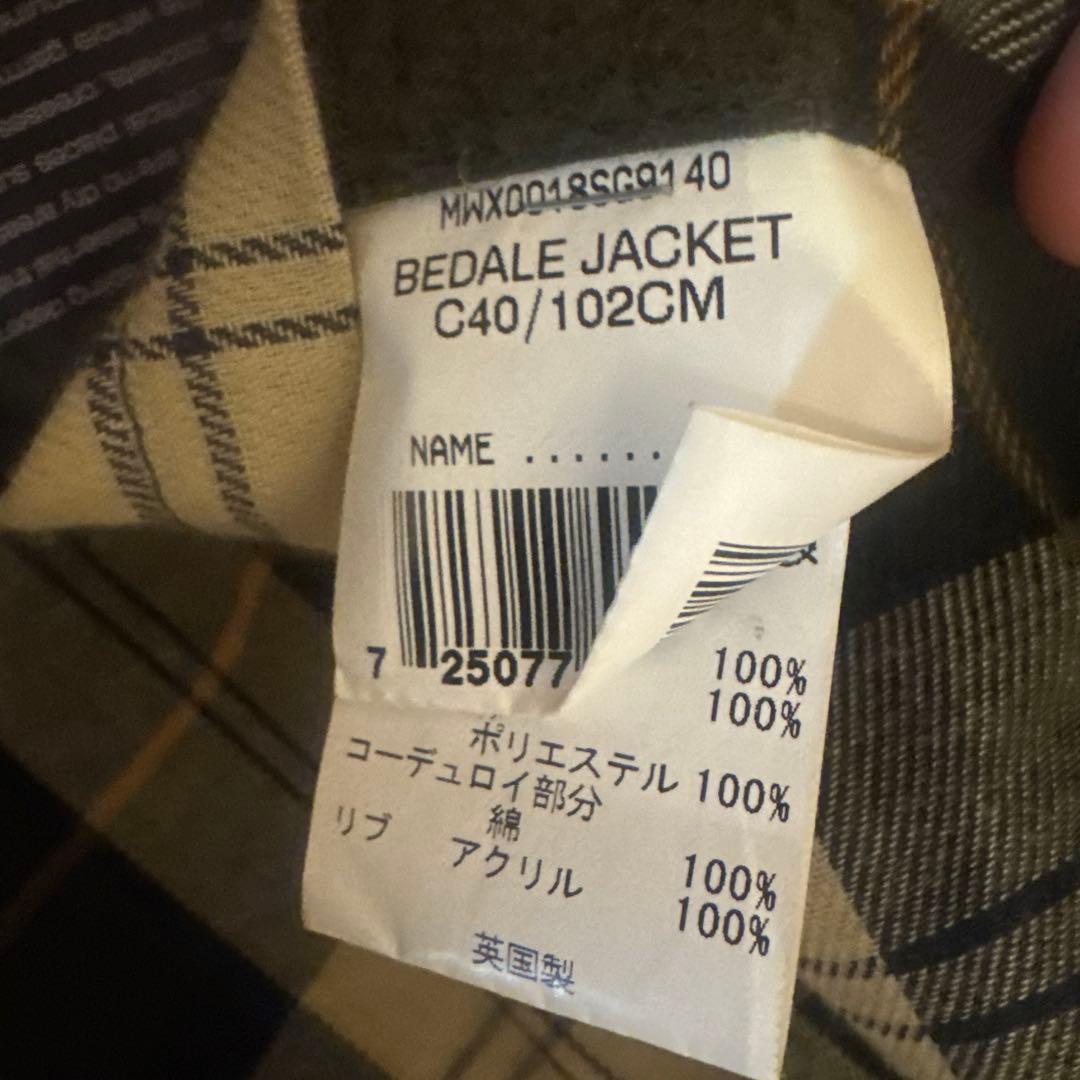 MWX0018SG9140
BEDALE JACKET
C40/102CM
NAME ......
7 25077
100%
100%
ポリエステル 100%
コーデュロイ部分
綿 100%
リブ アクリル 100%
英国製